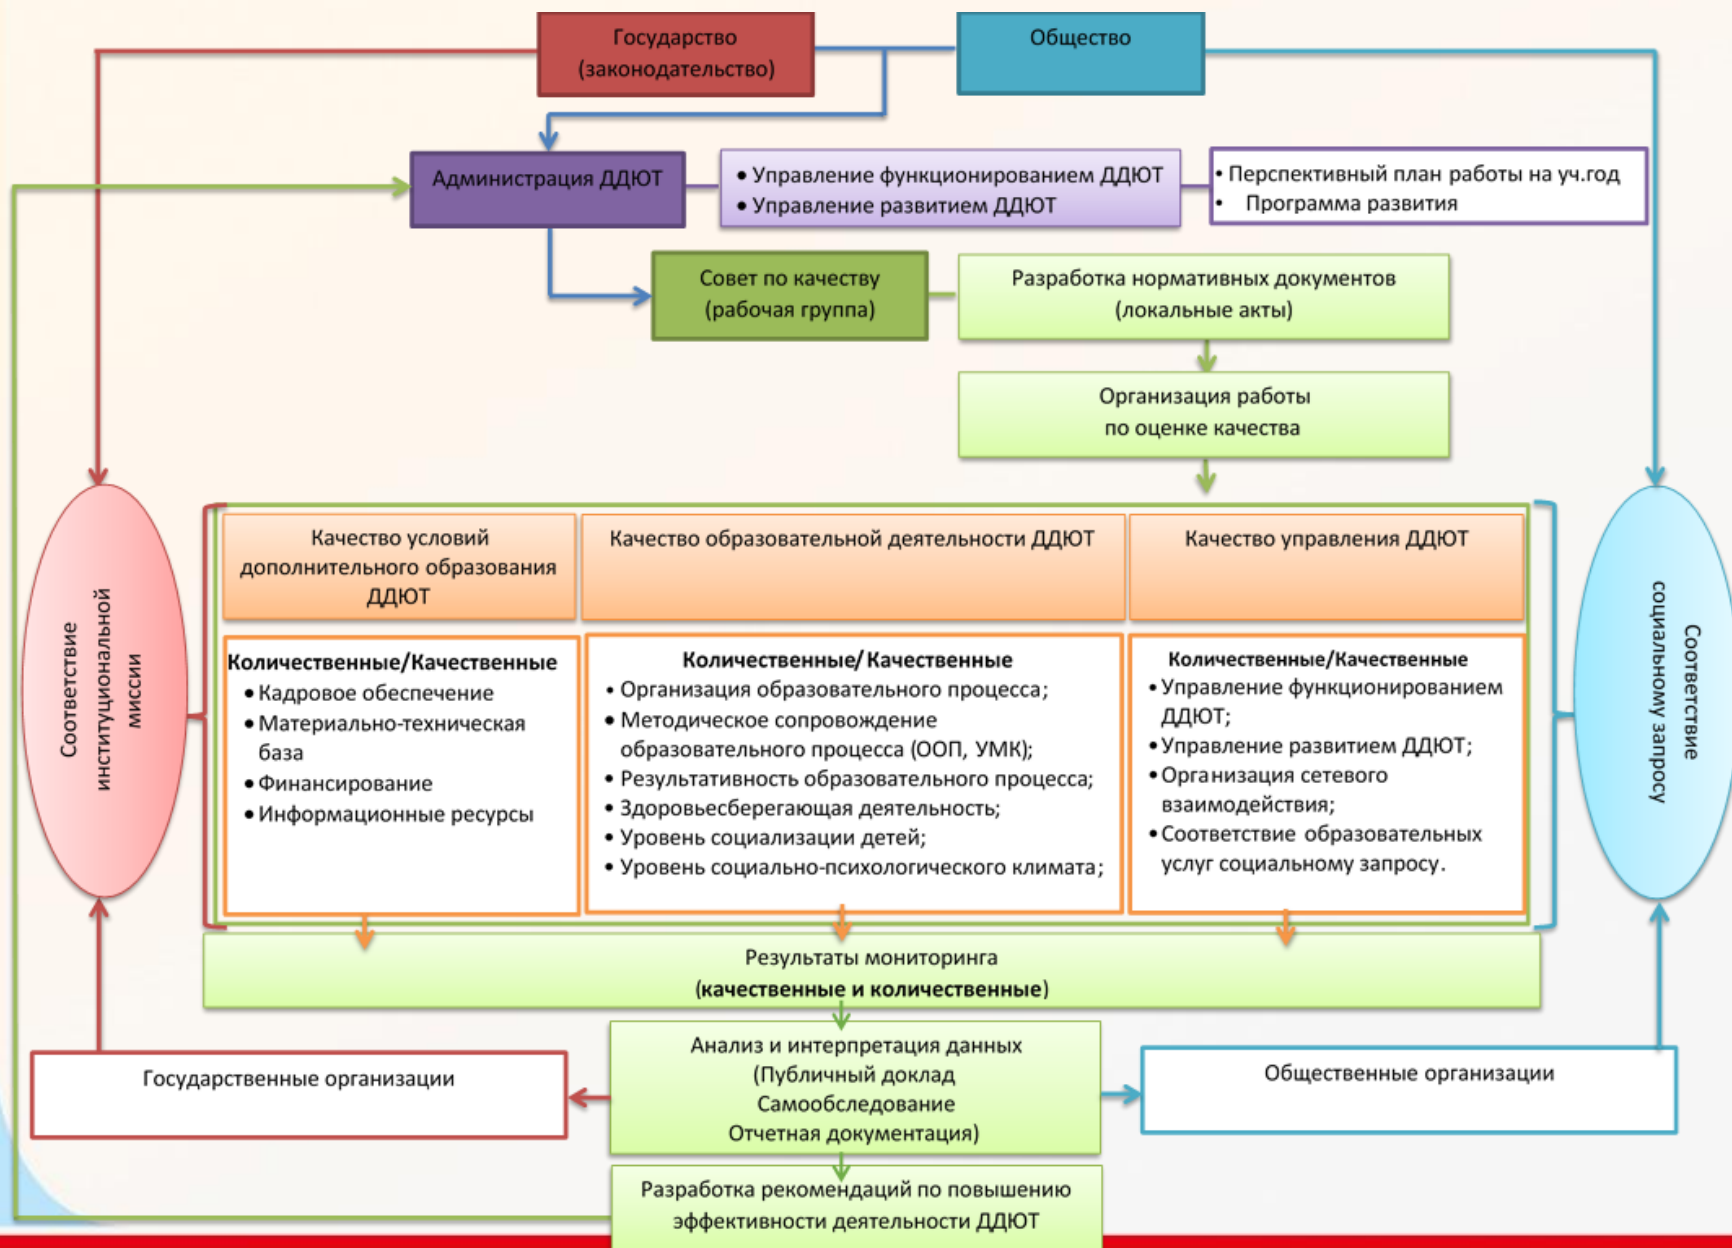 Государство
(законодательство)
Общество
Администрация ДДЮТ
• Управление функционированием ДДЮТ
• Управление развитием ДДЮТ
• Перспективный план работы на уч.год
• Программа развития
Совет по качеству
(рабочая группа)
Разработка нормативных документов
(локальные акты)
Организация работы
по оценке качества
Соответствие
институциональной
миссии
Качество условий
дополнительного образования
ДДЮТ
Количественные/Качественные
• Кадровое обеспечение
• Материально-техническая
база
• Финансирование
• Информационные ресурсы
Качество образовательной деятельности ДДЮТ
Количественные/ Качественные
• Организация образовательного процесса;
• Методическое сопровождение
образовательного процесса (ООП, УМК);
• Результативность образовательного процесса;
• Здоровьесберегающая деятельность;
• Уровень социализации детей;
• Уровень социально-психологического климата;
Качество управления ДДЮТ
Количественные/Качественные
• Управление функционированием
ДДЮТ;
• Управление развитием ДДЮТ;
• Организация сетевого
взаимодействия;
• Соответствие образовательных
услуг социальному запросу.
Соответствие
социальному запросу
Результаты мониторинга
(качественные и количественные)
Государственные организации
Анализ и интерпретация данных
(Публичный доклад
Самообследование
Отчетная документация)
Общественные организации
Разработка рекомендаций по повышению
эффективности деятельности ДДЮТ